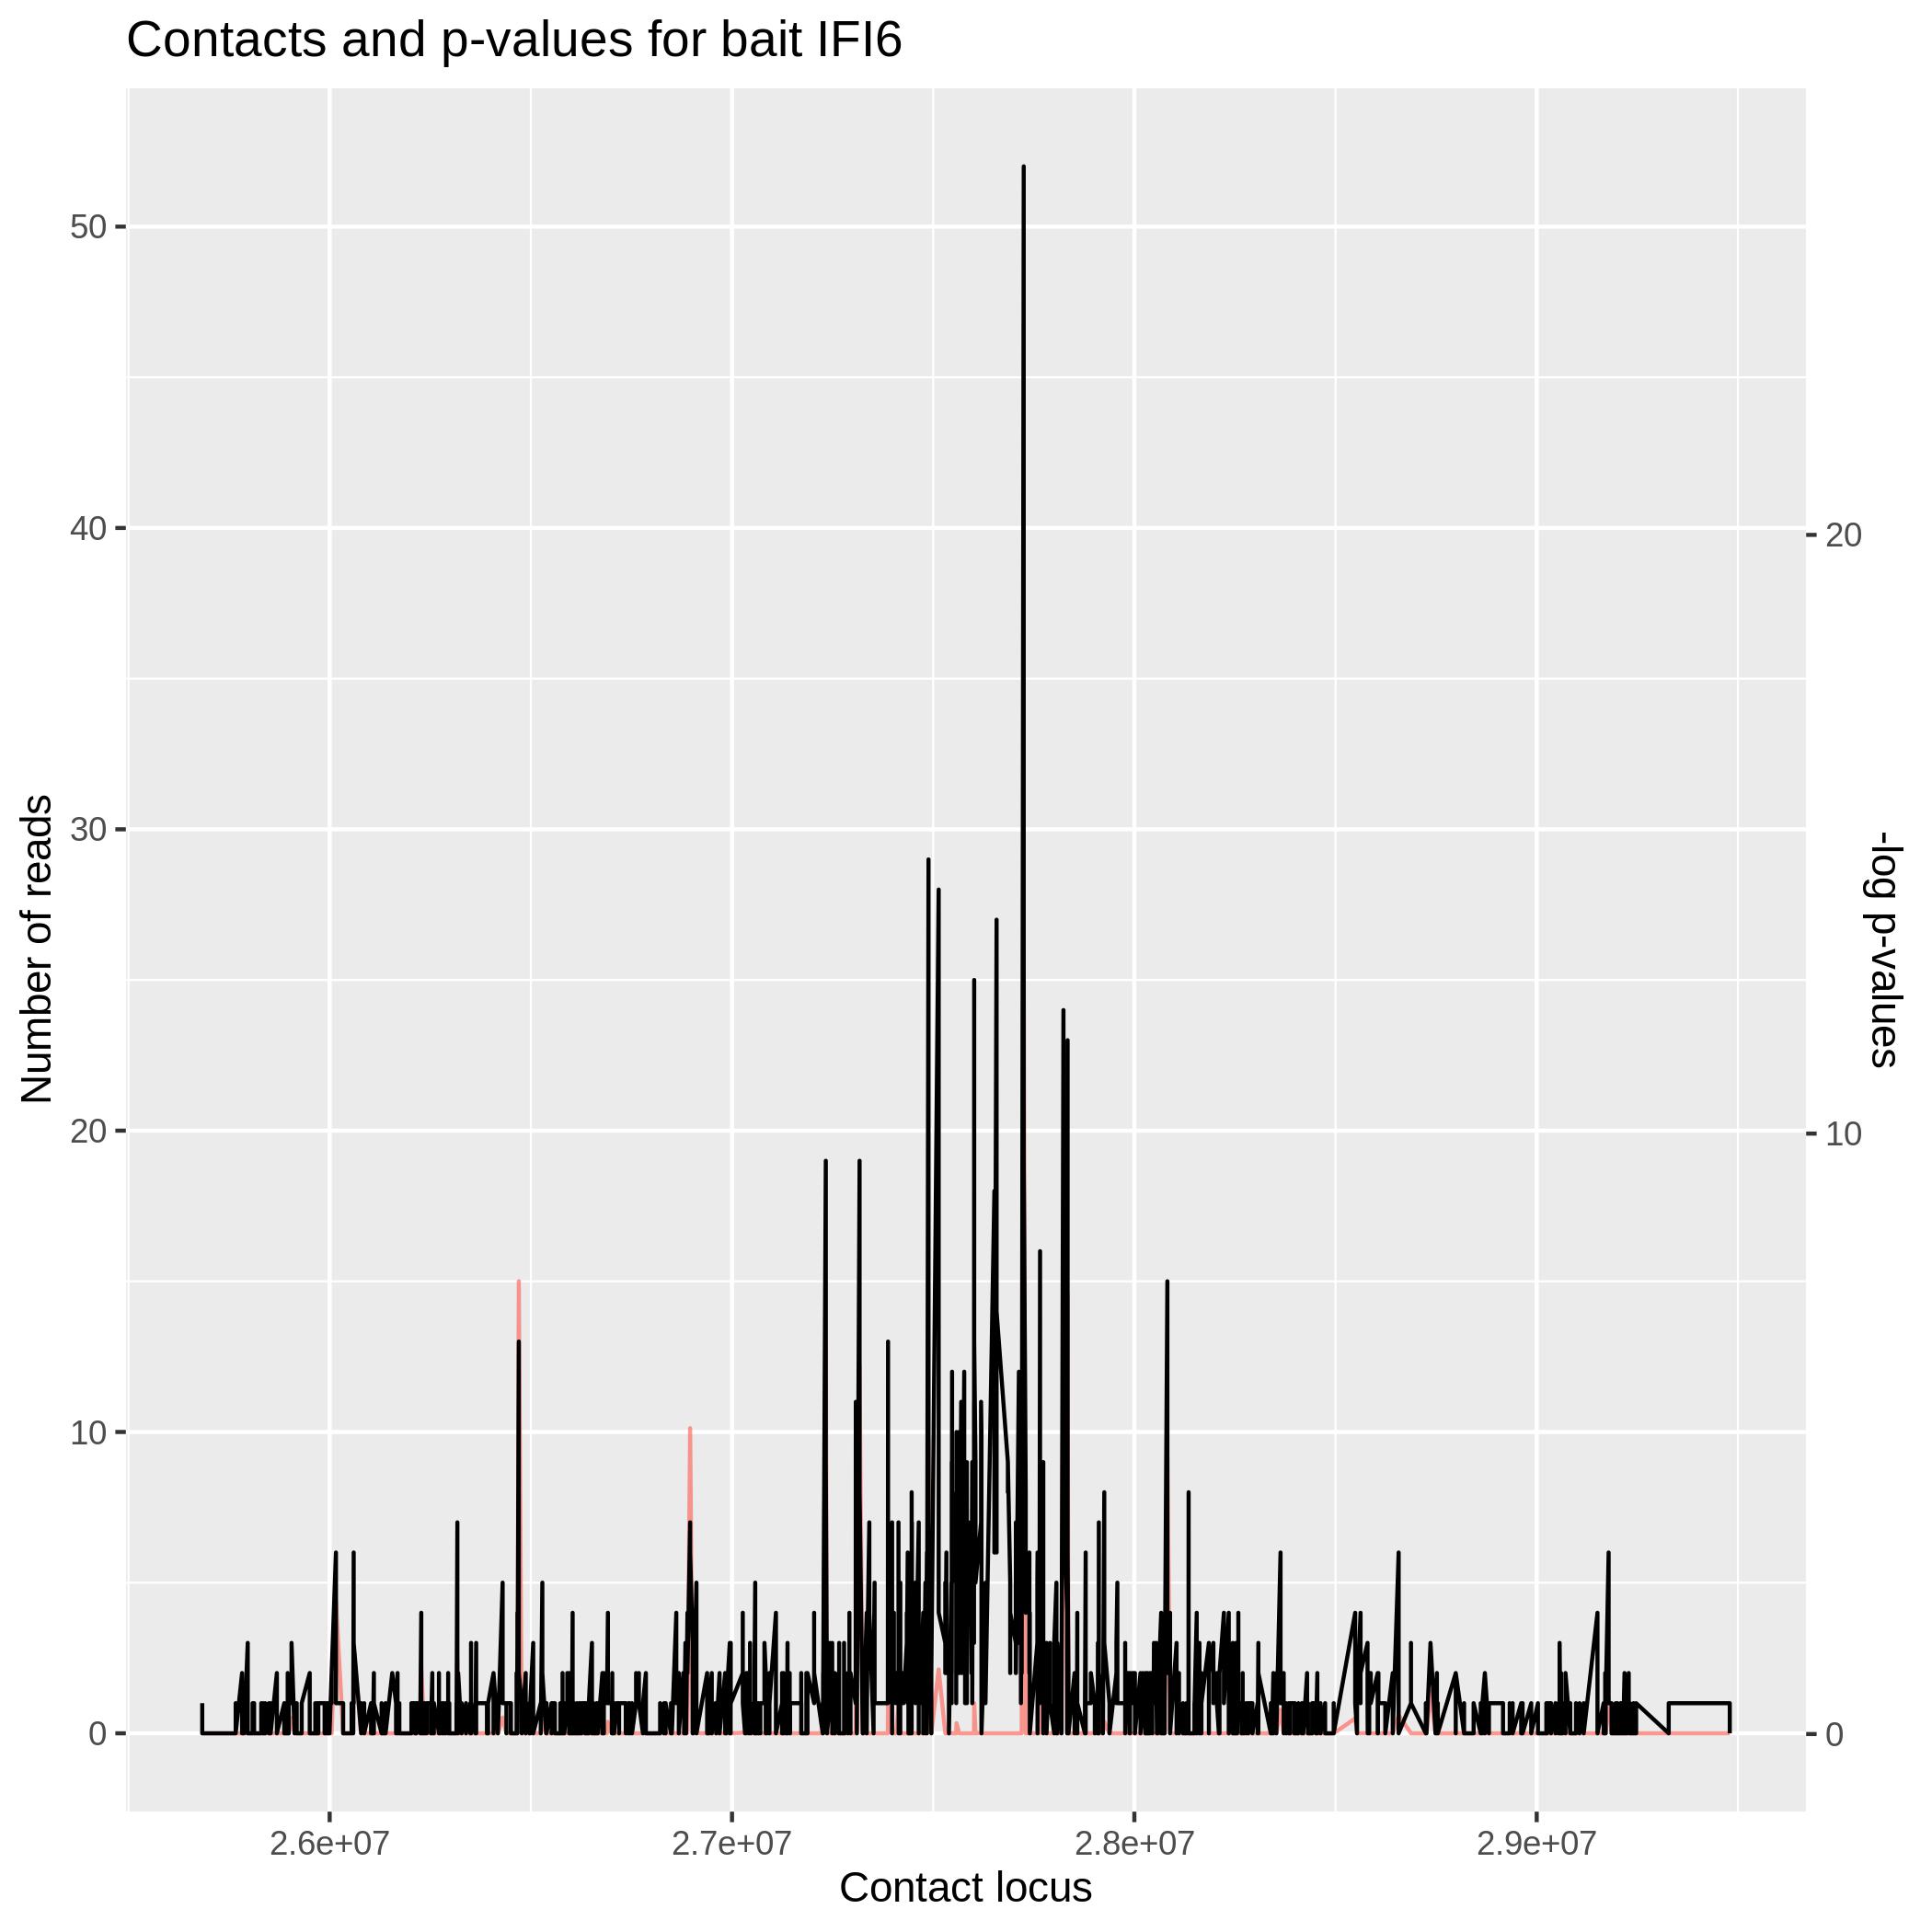 Contacts and p-values for bait IFI6
50
40
30
20
10
0
Number of reads
20
10
0
-log p-values
2.6e+07
2.7e+07
2.8e+07
2.9e+07
Contact locus